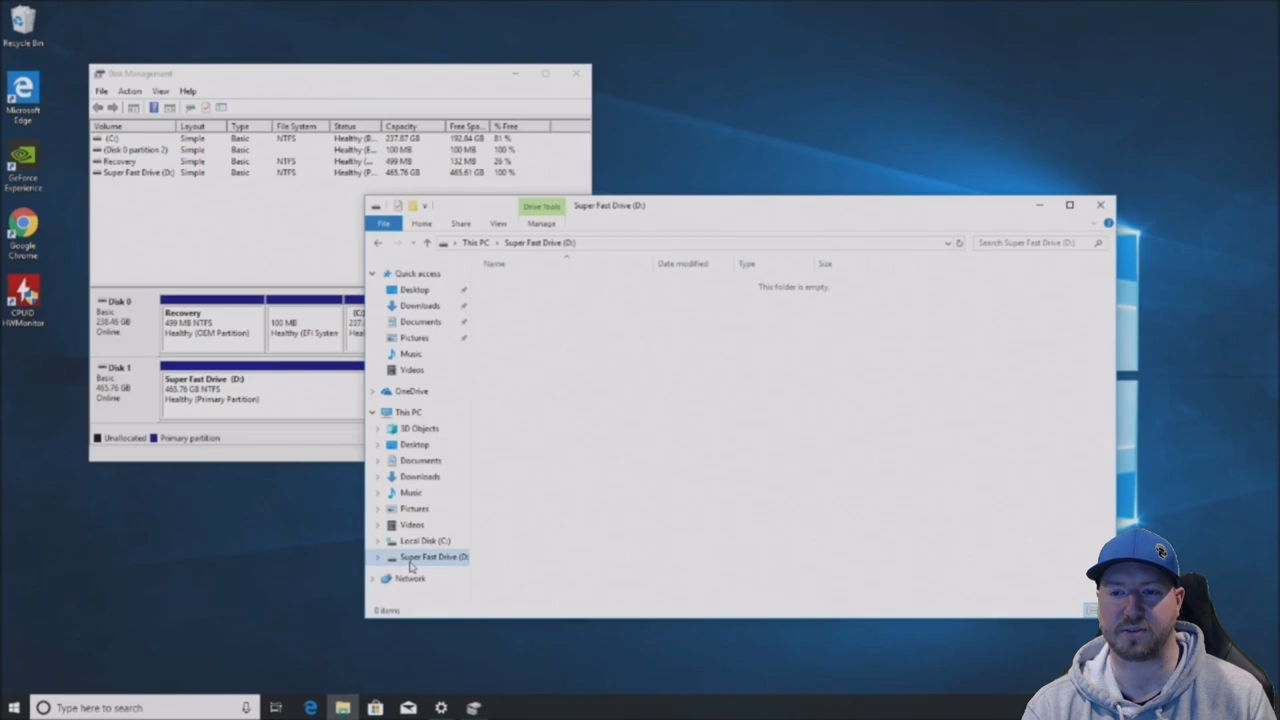 Recycle Bin
Microsoft
Edge
GeForce
Experience
Google
Chrome
CPUID
HWMonitor
Disk Management
File Action View Help
Volume Layout Type File System Status Capacity Free Spa... % Free
(C:) Simple Basic NTFS Healthy (B... 237.87 GB 192.84 GB 81 %
(Disk 0 partition 2) Simple Basic Healthy (E... 100 MB 100 MB 100 %
Recovery Simple Basic NTFS Healthy (... 499 MB 132 MB 26 %
Super Fast Drive (D:) Simple Basic NTFS Healthy (P... 465.76 GB 465.61 GB 100 %
Disk 0
Basic
238.46 GB
Online
Recovery
499 MB NTFS
Healthy (OEM Partition)
100 MB
Healthy (EFI System
(C:
237.
Heal
Disk 1
Basic
465.76 GB
Online
Super Fast Drive (D:)
465.76 GB NTFS
Healthy (Primary Partition)
Unallocated Primary partition
Drive Tools Super Fast Drive (D:)
File Home Share View Manage
This PC > Super Fast Drive (D:) Search Super Fast Drive (D:)
Name Date modified Type Size
This folder is empty.
Quick access
Desktop
Downloads
Documents
Pictures
Music
Videos
OneDrive
This PC
3D Objects
Desktop
Documents
Downloads
Music
Pictures
Videos
Local Disk (C:)
Super Fast Drive (D:
Network
0 items
Type here to search